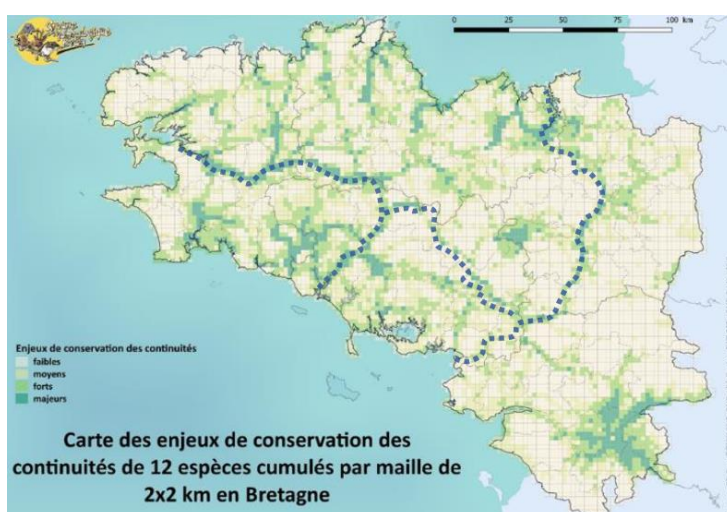 0 25 50 75 100 km
Enjeux de conservation des continuités
faibles
moyens
forts
majeurs
Carte des enjeux de conservation des
continuités de 12 espèces cumulés par maille de
2x2 km en Bretagne